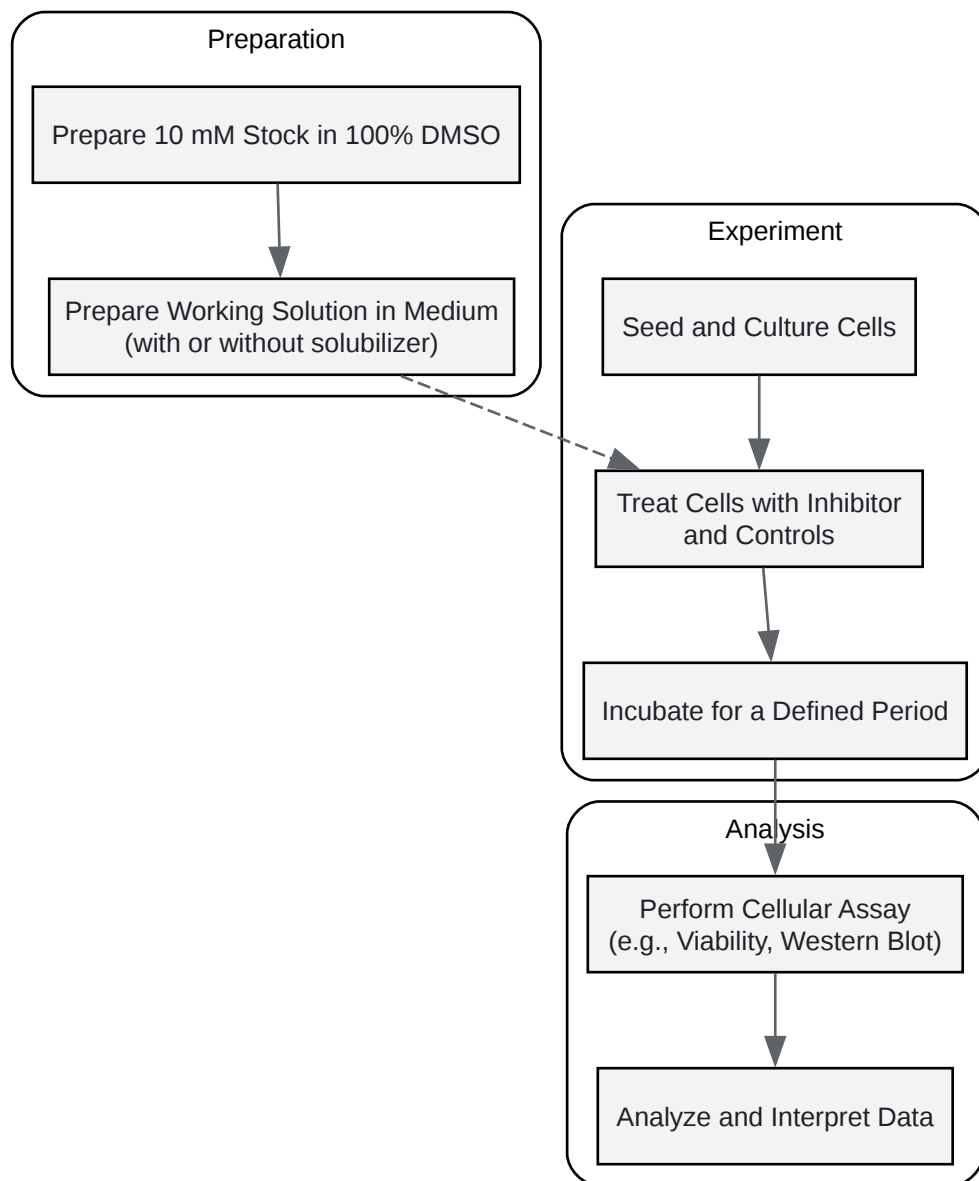 Preparation
Prepare 10 mM Stock in 100% DMSO
Prepare Working Solution in Medium
(with or without solubilizer)
Experiment
Seed and Culture Cells
Treat Cells with Inhibitor
and Controls
Incubate for a Defined Period
Analysis
Perform Cellular Assay
(e.g., Viability, Western Blot)
Analyze and Interpret Data